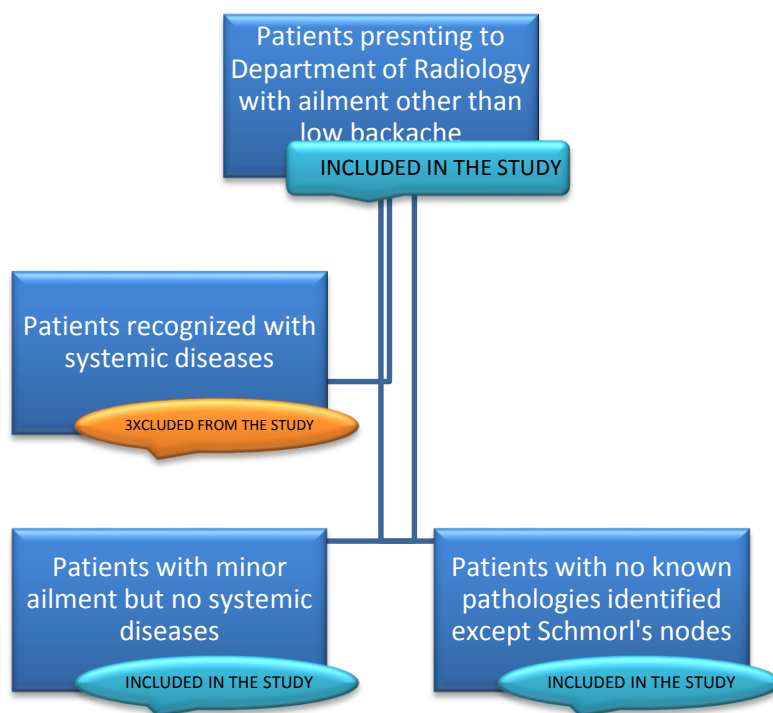 Patients presnting to
Department of Radiology
with ailment other than
low backache
INCLUDED IN THE STUDY
Patients recognized with
systemic diseases
3XCLUDED FROM THE STUDY
Patients with minor
ailment but no systemic
diseases
INCLUDED IN THE STUDY
Patients with no known
pathologies identified
except Schmorl's nodes
INCLUDED IN THE STUDY